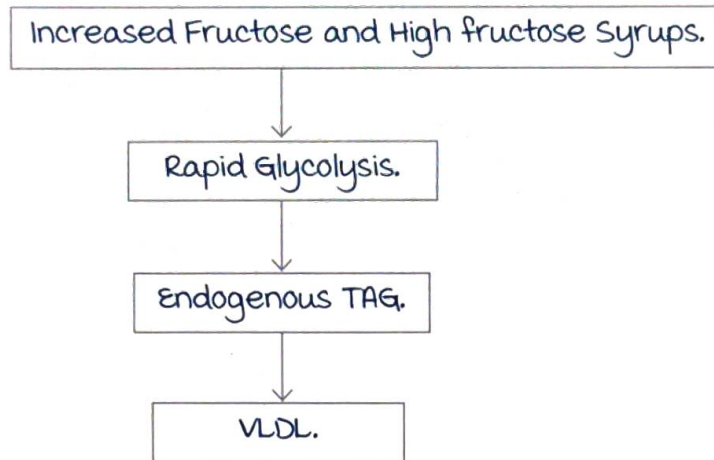 Increased Fructose and High fructose Syrups.
Rapid Glycolysis.
Endogenous TAG.
VLDL.